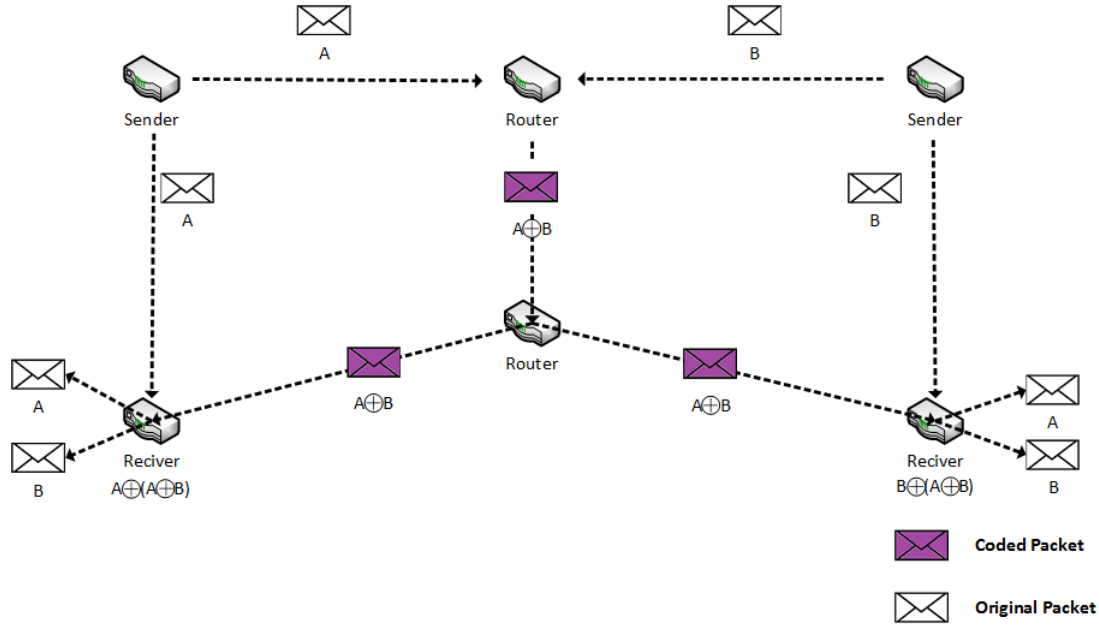 A
B
Sender
Router
Sender
A
A⊕B
B
Router
A⊕B
A⊕B
A
A
B
B
Reciver
Reciver
A⊕(A⊕B)
B⊕(A⊕B)
Coded Packet
Original Packet